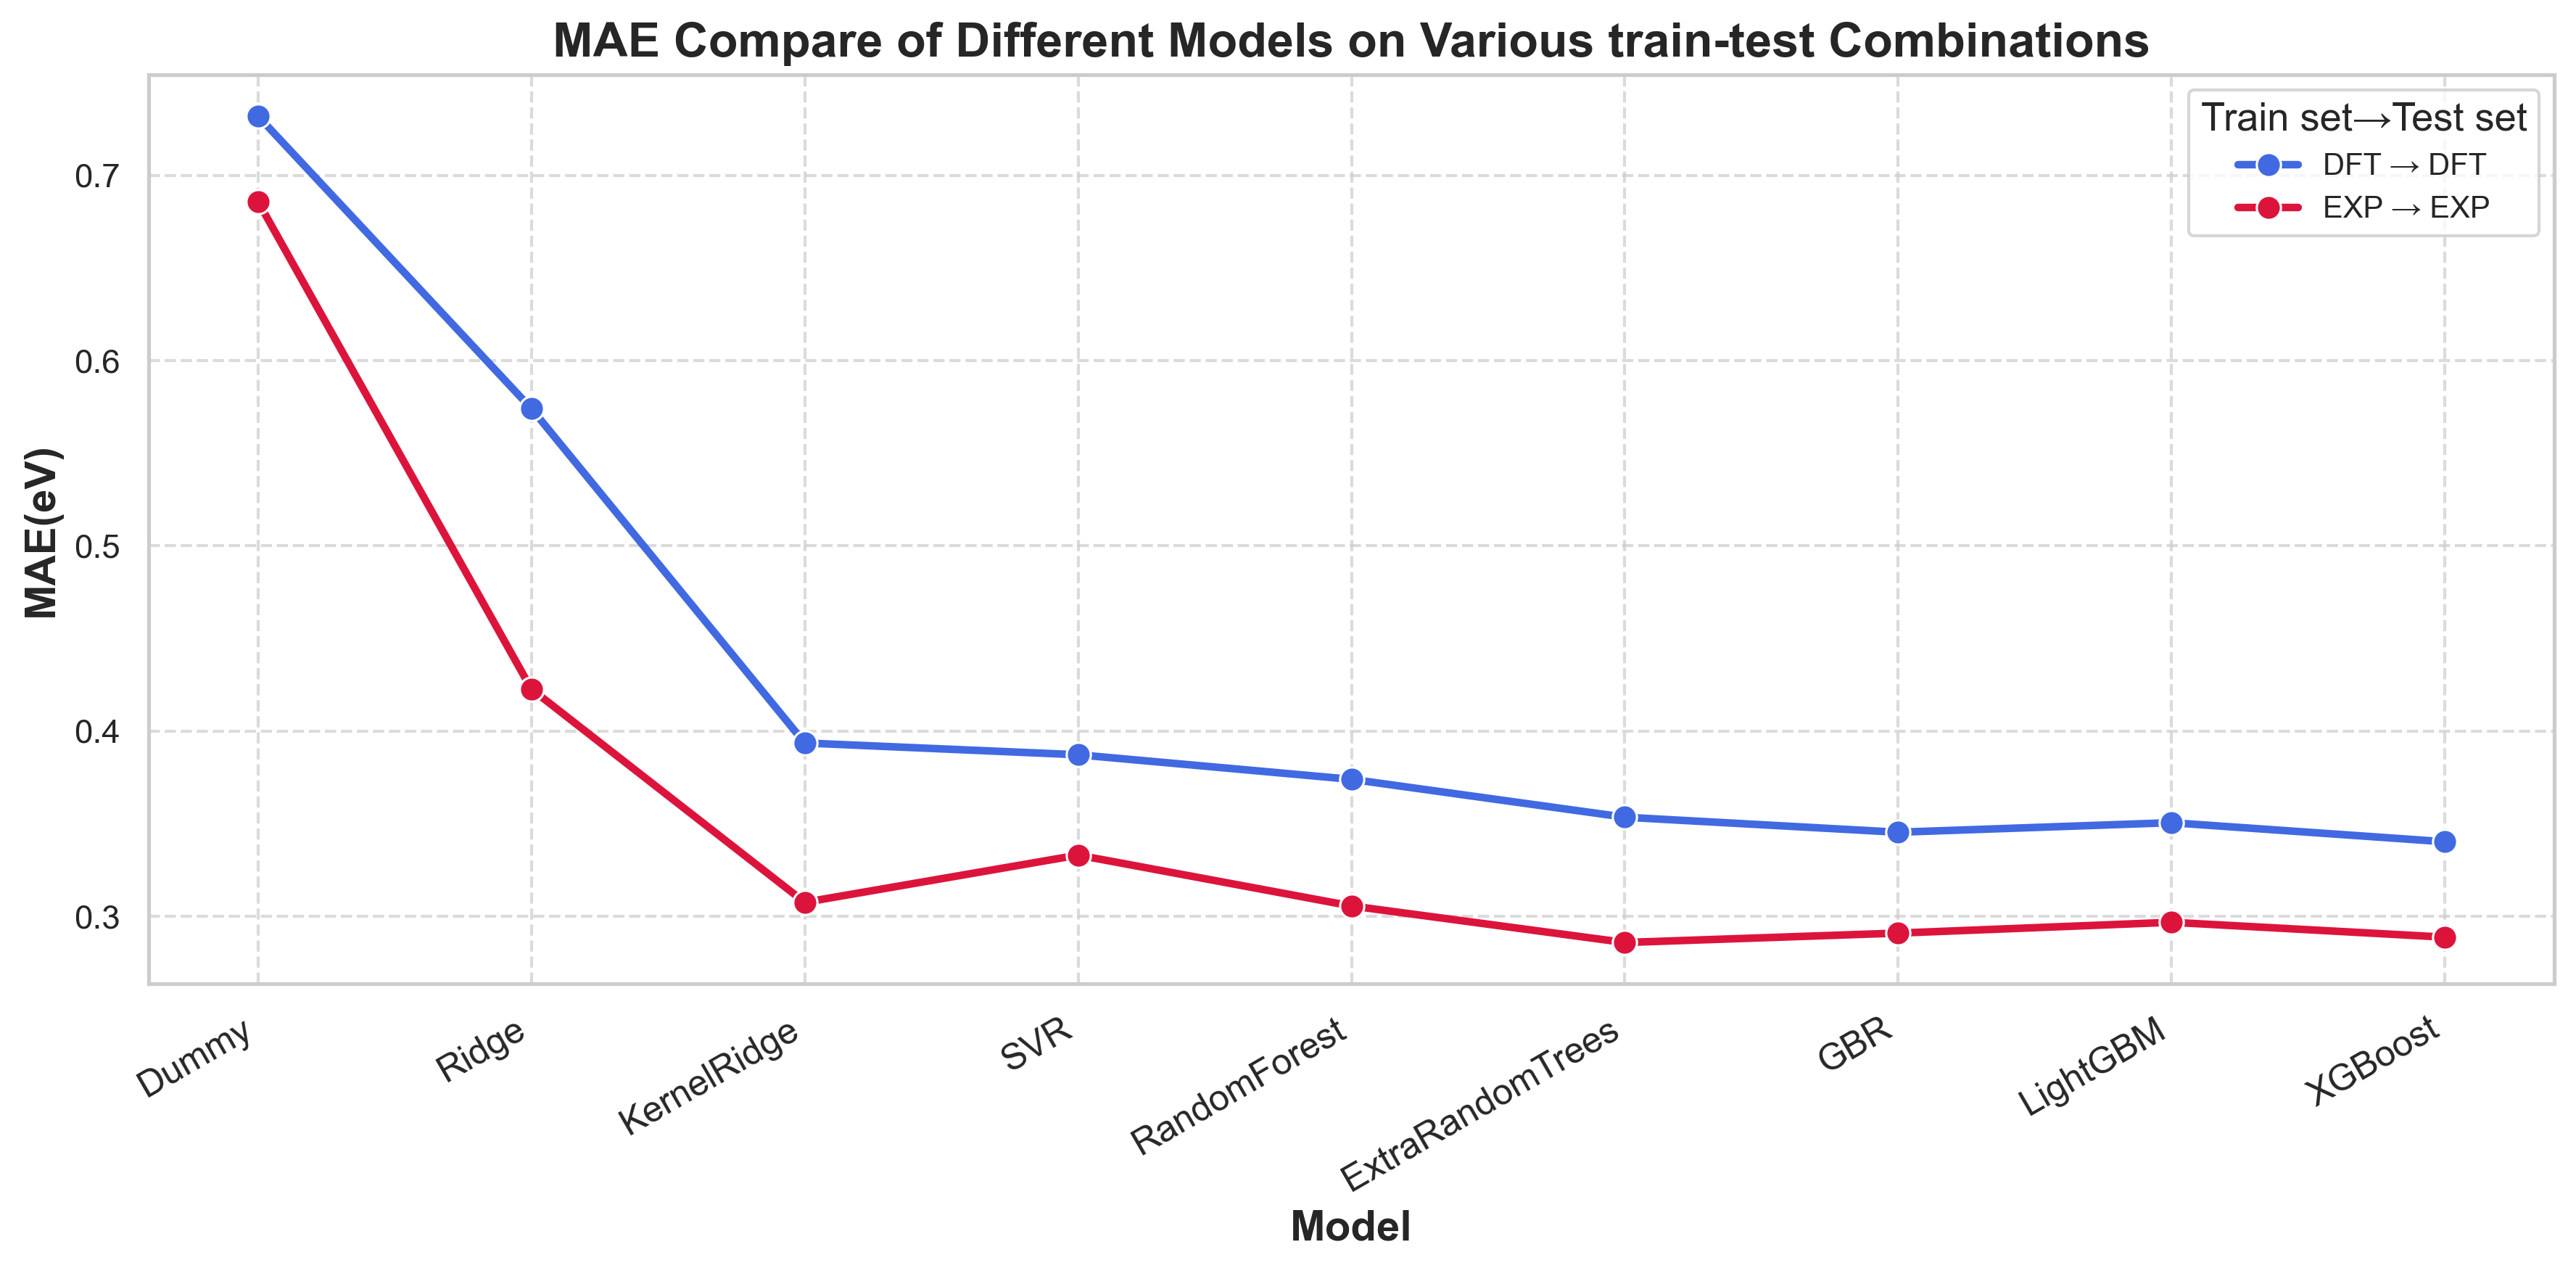 MAE Compare of Different Models on Various train-test Combinations
Train set→Test set
DFT → DFT
EXP → EXP
MAE(eV)
0.7
0.6
0.5
0.4
0.3
Dummy
Ridge
KernelRidge
SVR
RandomForest
ExtraRandomTrees
GBR
LightGBM
XGBoost
Model